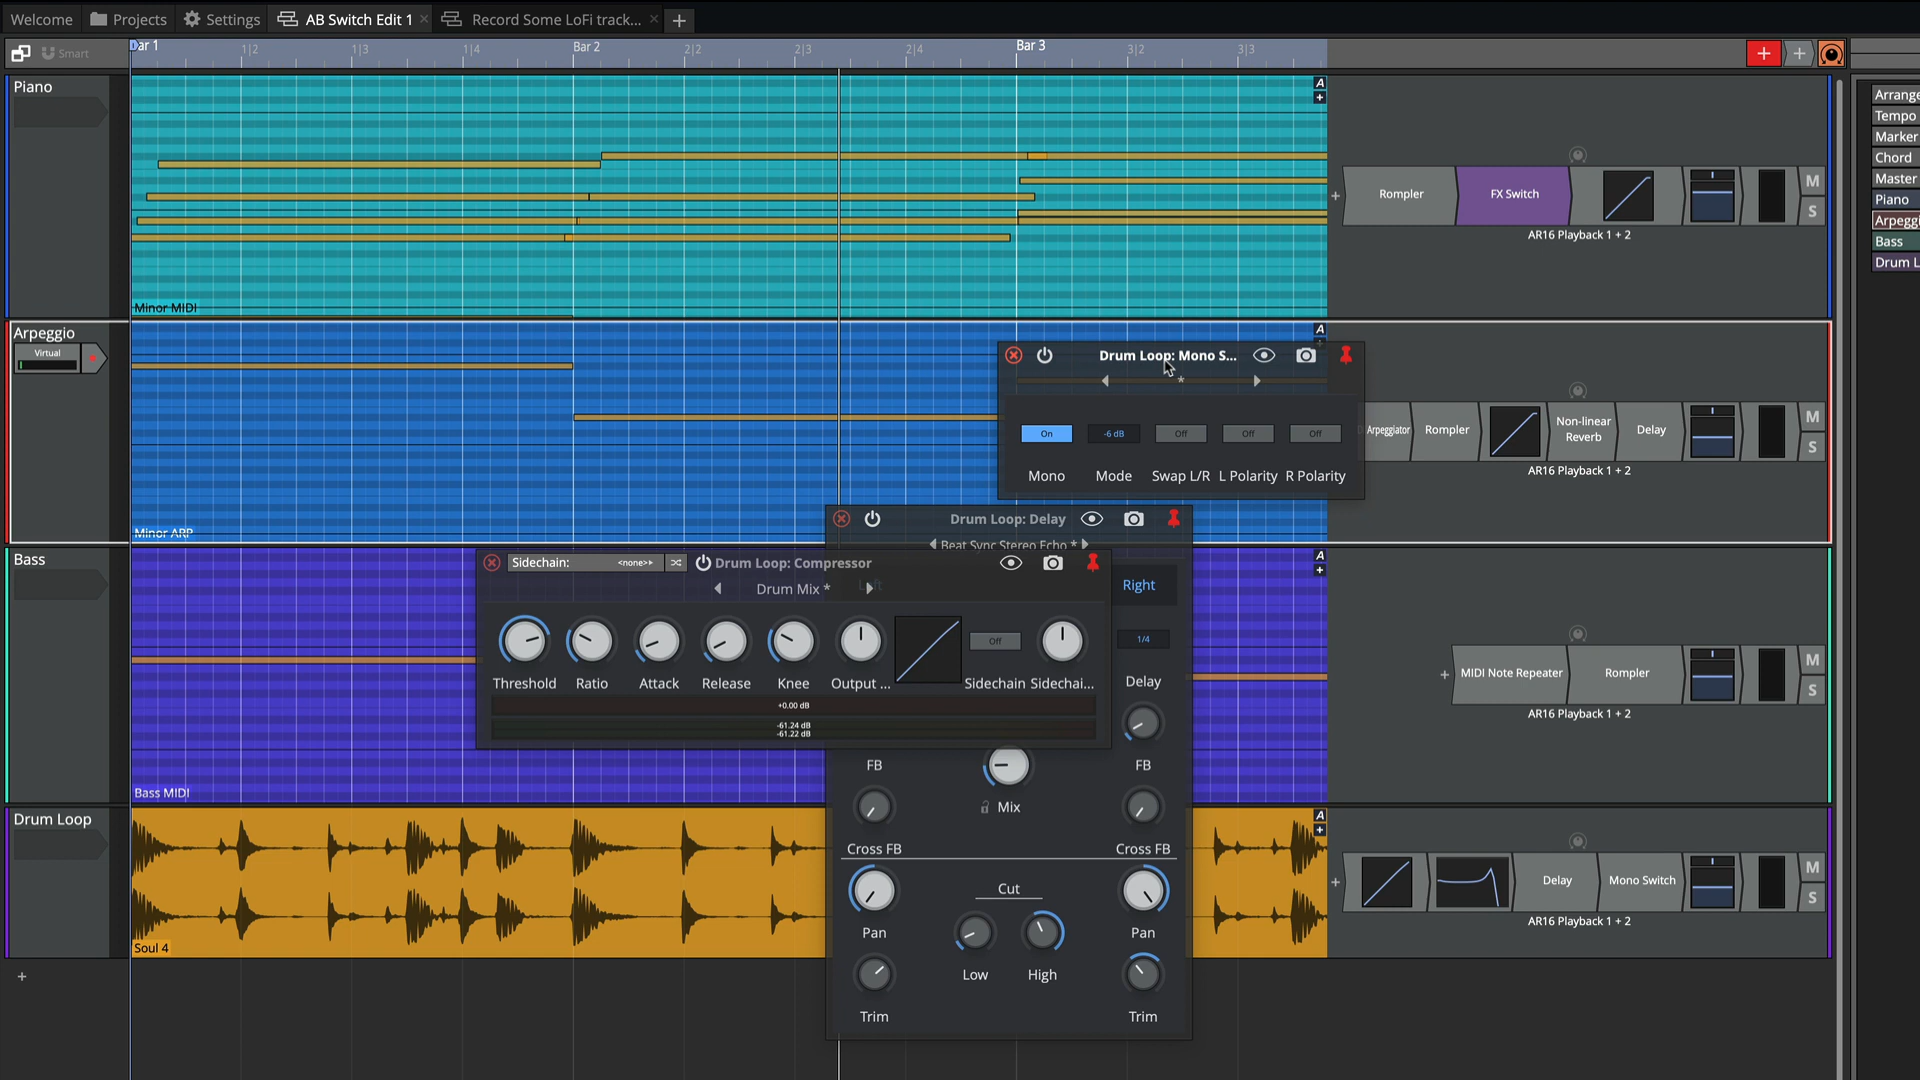 Welcome
Projects
Settings
AB Switch Edit 1
Record Some LoFi track...
Smart
ar 1
1|2
1|3
1|4
Bar 2
2|2
2|3
2|4
Bar 3
3|2
3|3
Piano
Minor MIDI
A
Rompler
FX Switch
M
S
AR16 Playback 1 + 2
Arrange
Tempo
Marker
Chord
Master
Piano
Arpeggi
Bass
Drum L
Arpeggio
Virtual
Minor ARP
A
Drum Loop: Mono S...
*
On
-6 dB
Off
Off
Off
Mono
Mode
Swap L/R
L Polarity
R Polarity
Arpeggiator
Rompler
Non-linear
Reverb
Delay
M
S
AR16 Playback 1 + 2
Drum Loop: Delay
Beat Sync Stereo Echo *
Bass
Bass MIDI
A
Sidechain:
<none>
Drum Loop: Compressor
Drum Mix *
Threshold
Ratio
Attack
Release
Knee
Output ...
Off
Sidechain
Sidechai...
+0.00 dB
-61.24 dB
-61.22 dB
Right
1/4
Delay
FB
Mix
FB
Cross FB
Cross FB
Cut
Pan
Low
High
Pan
Trim
Trim
MIDI Note Repeater
Rompler
M
S
AR16 Playback 1 + 2
Drum Loop
Soul 4
A
Delay
Mono Switch
M
S
AR16 Playback 1 + 2